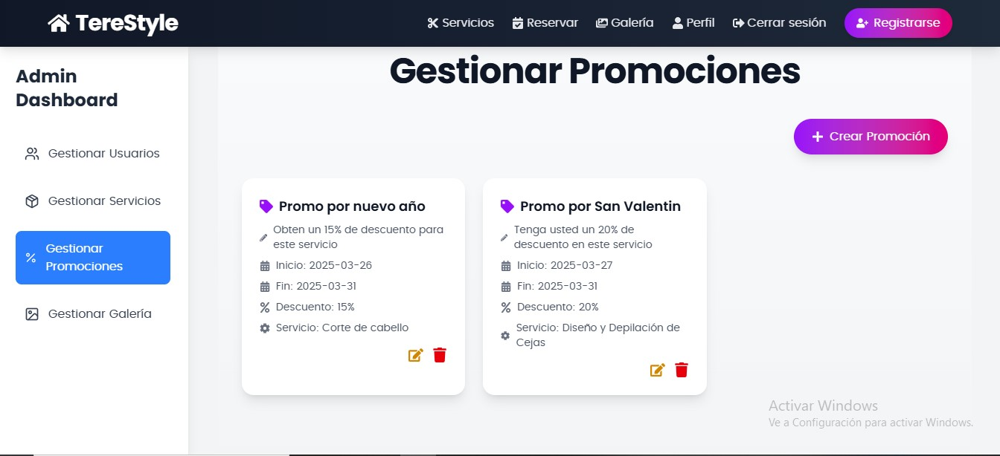 TereStyle
Servicios
Reservar
Galería
Perfil
Cerrar sesión
Registrarse
Admin
Dashboard
Gestionar Usuarios
Gestionar Servicios
Gestionar
Promociones
Gestionar Galería
Gestionar Promociones
Crear Promoción
Promo por nuevo año
Obten un 15% de descuento para
este servicio
Inicio: 2025-03-26
Fin: 2025-03-31
Descuento: 15%
Servicio: Corte de cabello
Promo por San Valentin
Tenga usted un 20% de
descuento en este servicio
Inicio: 2025-03-27
Fin: 2025-03-31
Descuento: 20%
Servicio: Diseño y Depilación de
Cejas
Activar Windows
Ve a Configuración para activar Windows.